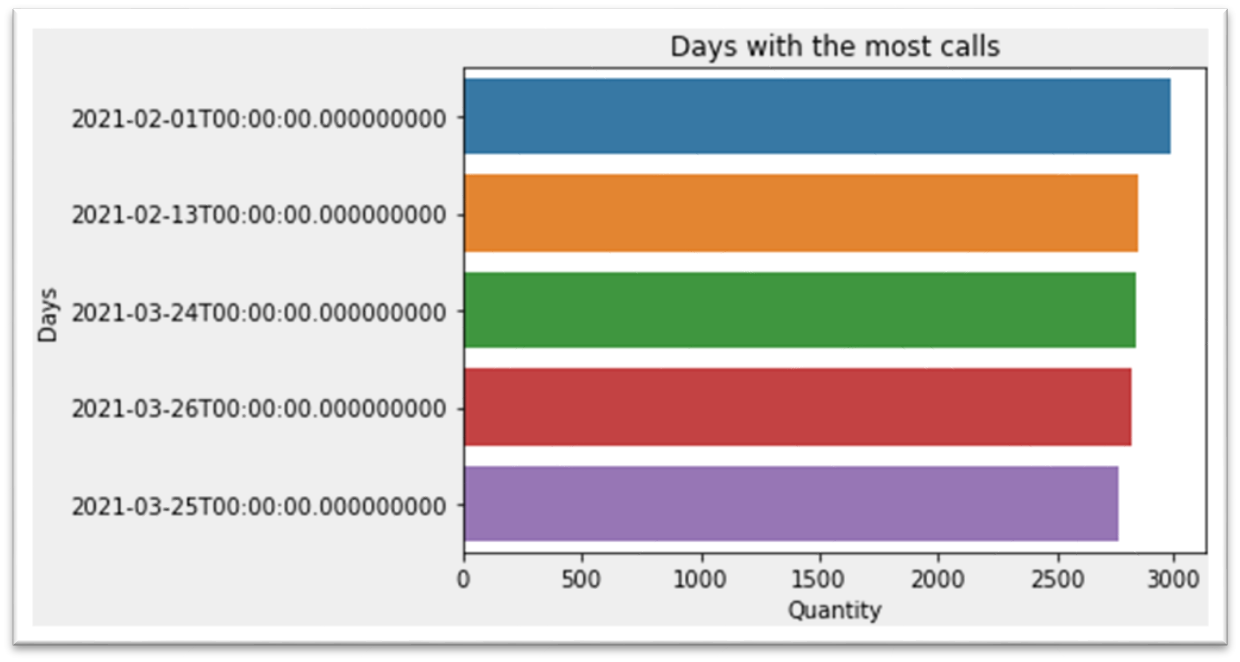 Days with the most calls
2021-02-01T00:00:00.000000000
2021-02-13T00:00:00.000000000
2021-03-24T00:00:00.000000000
2021-03-26T00:00:00.000000000
2021-03-25T00:00:00.000000000
Days
0 500 1000 1500 2000 2500 3000
Quantity